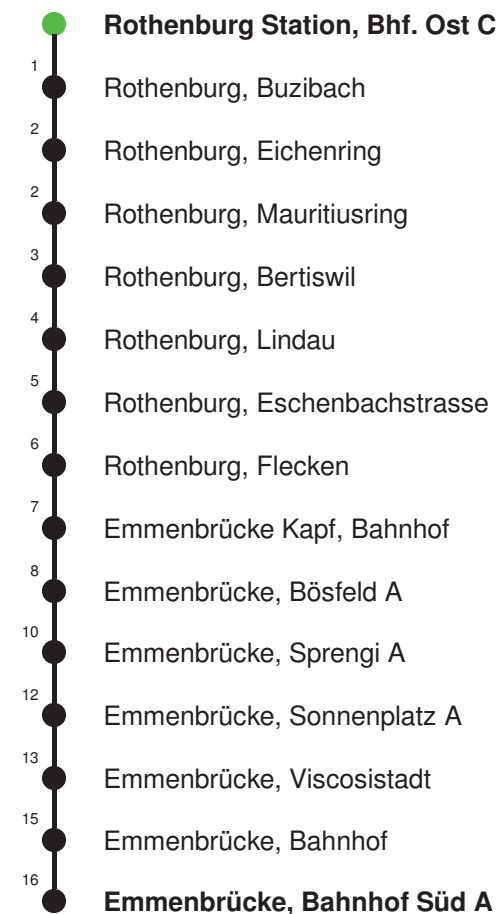 Rothenburg Station, Bhf. Ost C
1
Rothenburg, Buzibach
2
Rothenburg, Eichenring
2
Rothenburg, Mauritiusring
3
Rothenburg, Bertiswil
4
Rothenburg, Lindau
5
Rothenburg, Eschenbachstrasse
6
Rothenburg, Flecken
7
Emmenbrücke Kapf, Bahnhof
8
Emmenbrücke, Bösfeld A
10
Emmenbrücke, Sprengi A
12
Emmenbrücke, Sonnenplatz A
13
Emmenbrücke, Viscosistadt
15
Emmenbrücke, Bahnhof
16
Emmenbrücke, Bahnhof Süd A